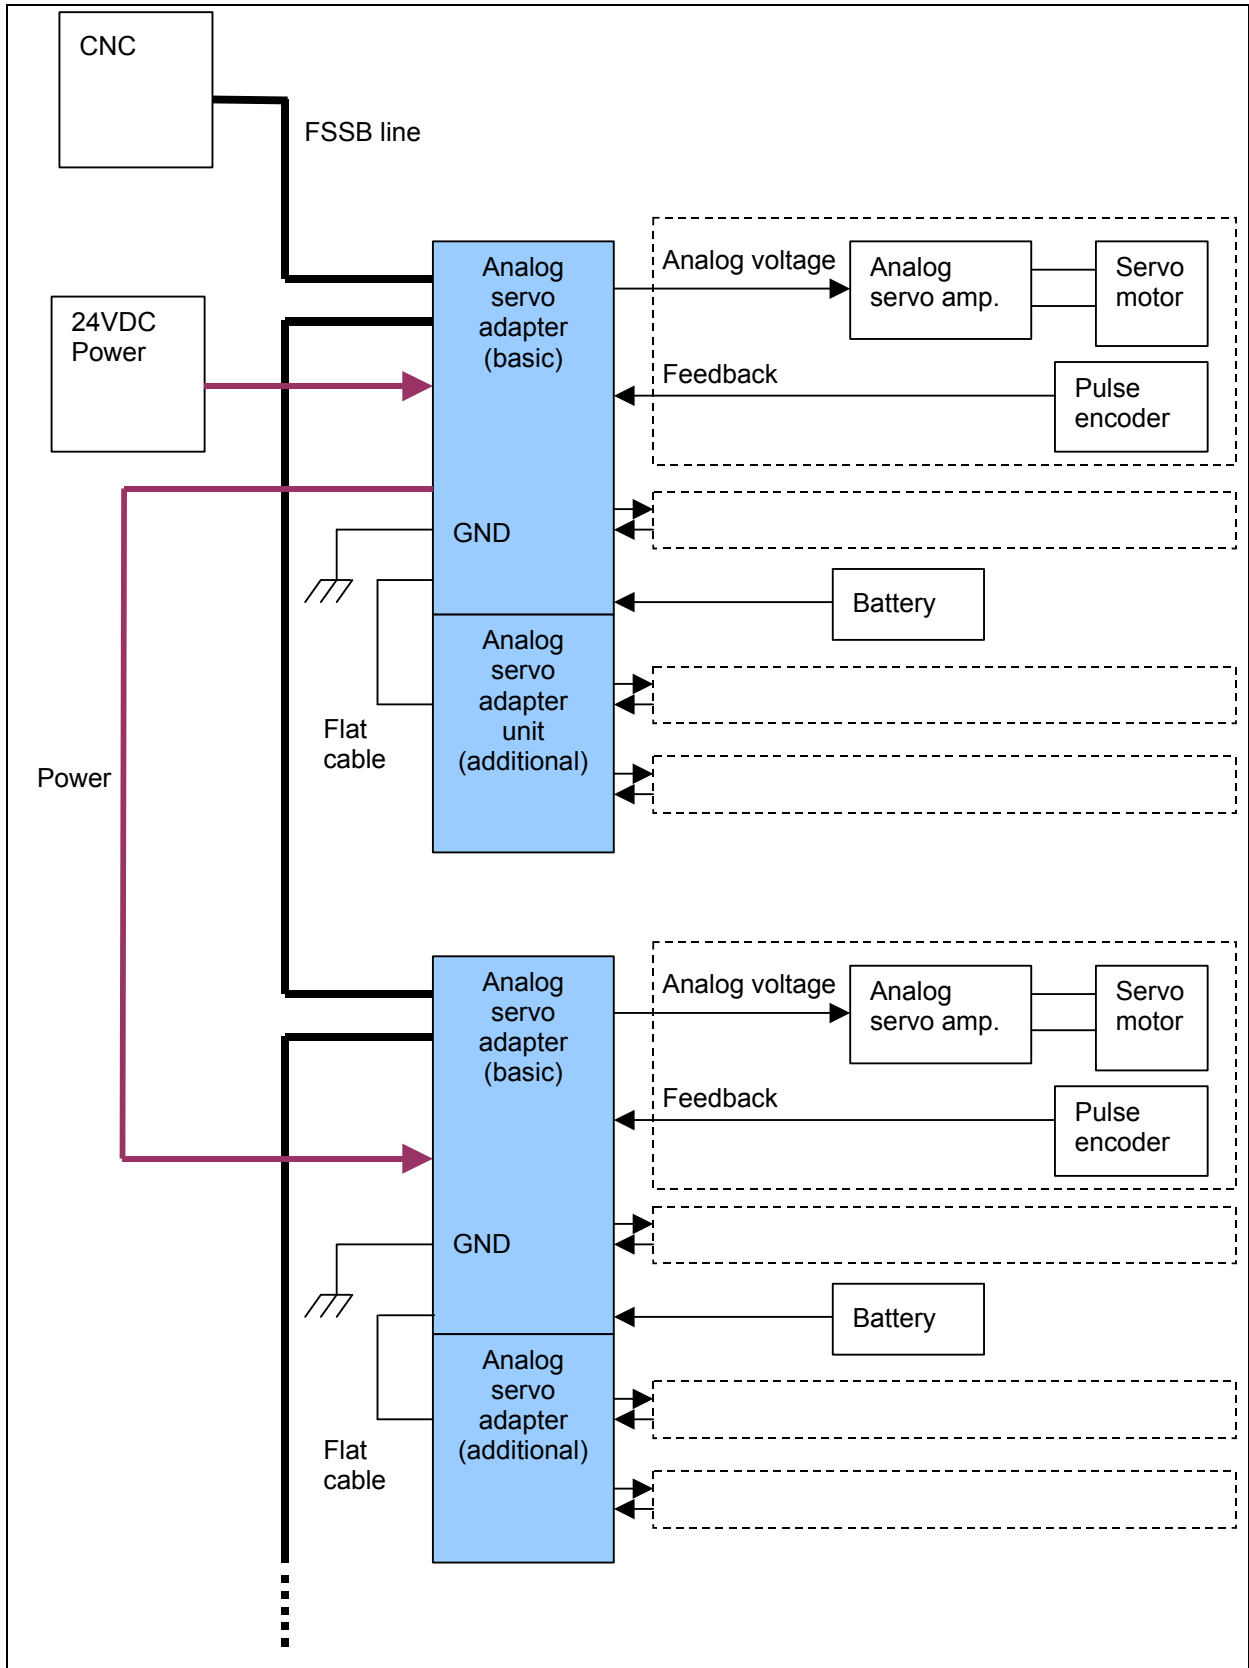 CNC
FSSB line
24VDC
Power
Analog
servo
adapter
(basic)
Analog voltage
Analog
servo amp.
Servo
motor
Feedback
Pulse
encoder
GND
Battery
Analog
servo
adapter
unit
(additional)
Flat
cable
Power
Analog
servo
adapter
(basic)
Analog voltage
Analog
servo amp.
Servo
motor
Feedback
Pulse
encoder
GND
Battery
Analog
servo
adapter
(additional)
Flat
cable